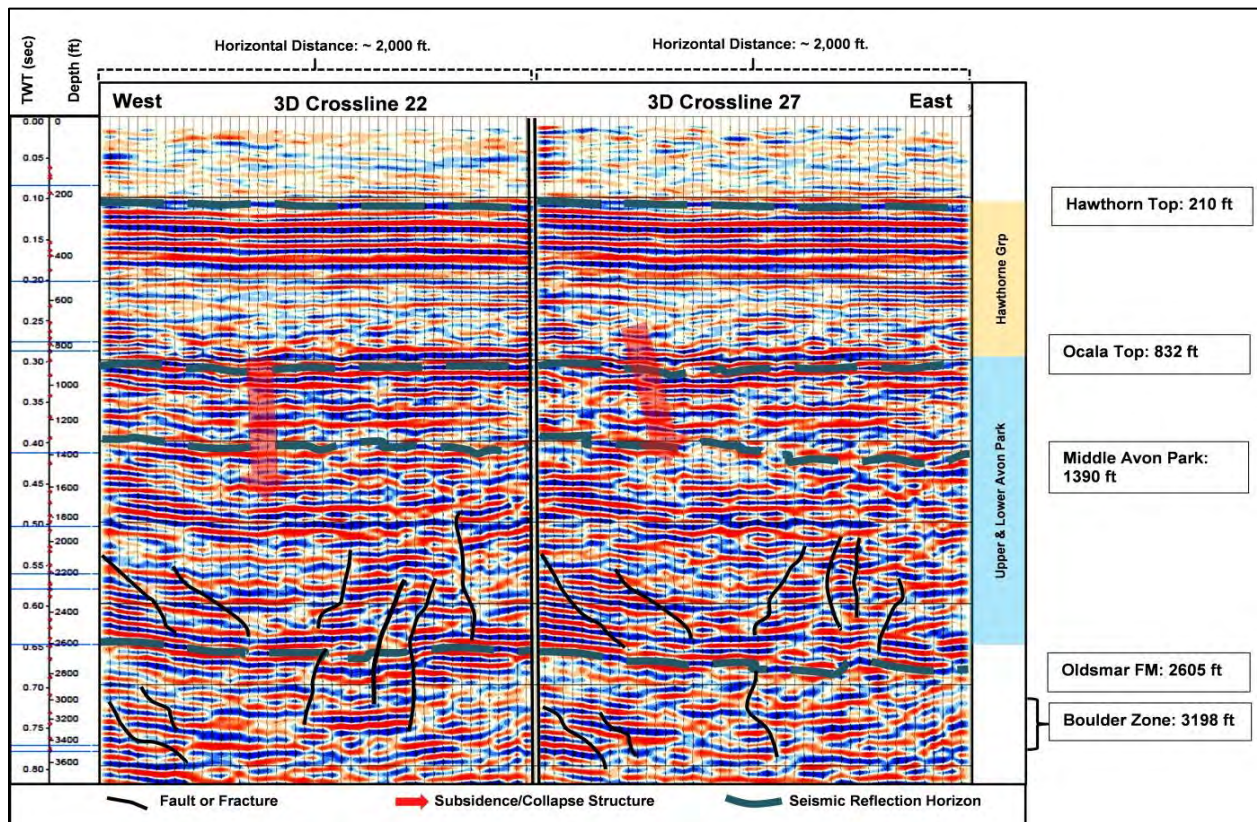 Horizontal Distance: ~ 2,000 ft.
Horizontal Distance: ~ 2,000 ft.
TWT (sec)
Depth (ft)
West
3D Crossline 22
3D Crossline 27
East
0.00
0
0.05
0.10
200
0.15
400
0.20
600
0.25
800
0.30
1000
0.35
1200
0.40
1400
0.45
1600
0.50
1800
2000
0.55
2200
0.60
2400
0.65
2600
2800
0.70
3000
3200
0.75
3400
3600
0.80
Hawthorne Grp
Upper & Lower Avon Park
Hawthorn Top: 210 ft
Ocala Top: 832 ft
Middle Avon Park:
1390 ft
Oldsmar FM: 2605 ft
Boulder Zone: 3198 ft
Fault or Fracture
Subsidence/Collapse Structure
Seismic Reflection Horizon